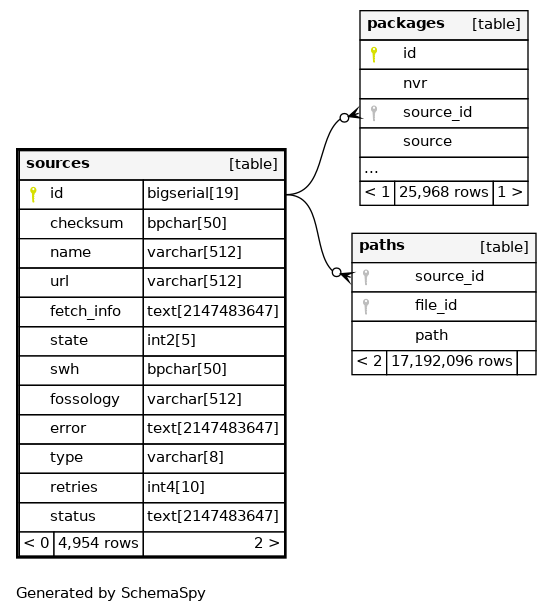 packages [table]
id
nvr
source_id
source
...
< 1 25,968 rows 1 >
sources [table]
id bigserial[19]
checksum bpchar[50]
name varchar[512]
url varchar[512]
fetch_info text[2147483647]
state int2[5]
swh bpchar[50]
fossology varchar[512]
error text[2147483647]
type varchar[8]
retries int4[10]
status text[2147483647]
< 0 4,954 rows 2 >
paths [table]
source_id
file_id
path
< 2 17,192,096 rows
Generated by SchemaSpy